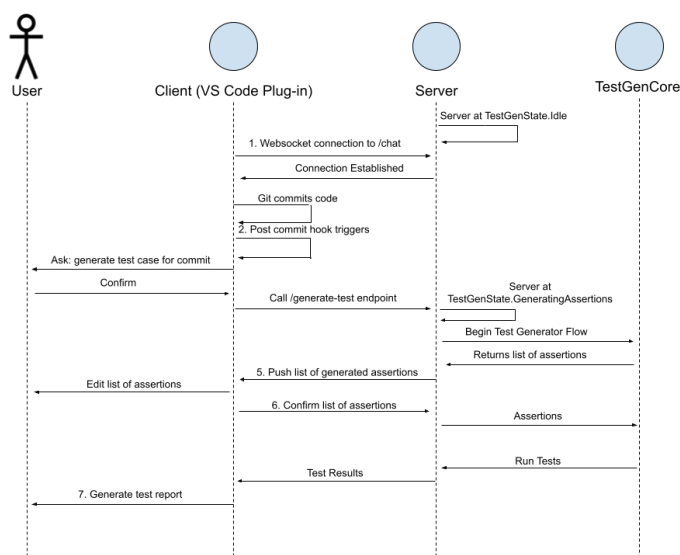 User
Client (VS Code Plug-in)
Server
TestGenCore
Server at TestGenState.Idle
1. Websocket connection to /chat
Connection Established
Git commits code
2. Post commit hook triggers
Ask: generate test case for commit
Confirm
Call /generate-test endpoint
Server at
TestGenState.GeneratingAssertions
Begin Test Generator Flow
Returns list of assertions
5. Push list of generated assertions
Edit list of assertions
6. Confirm list of assertions
Assertions
Run Tests
Test Results
7. Generate test report